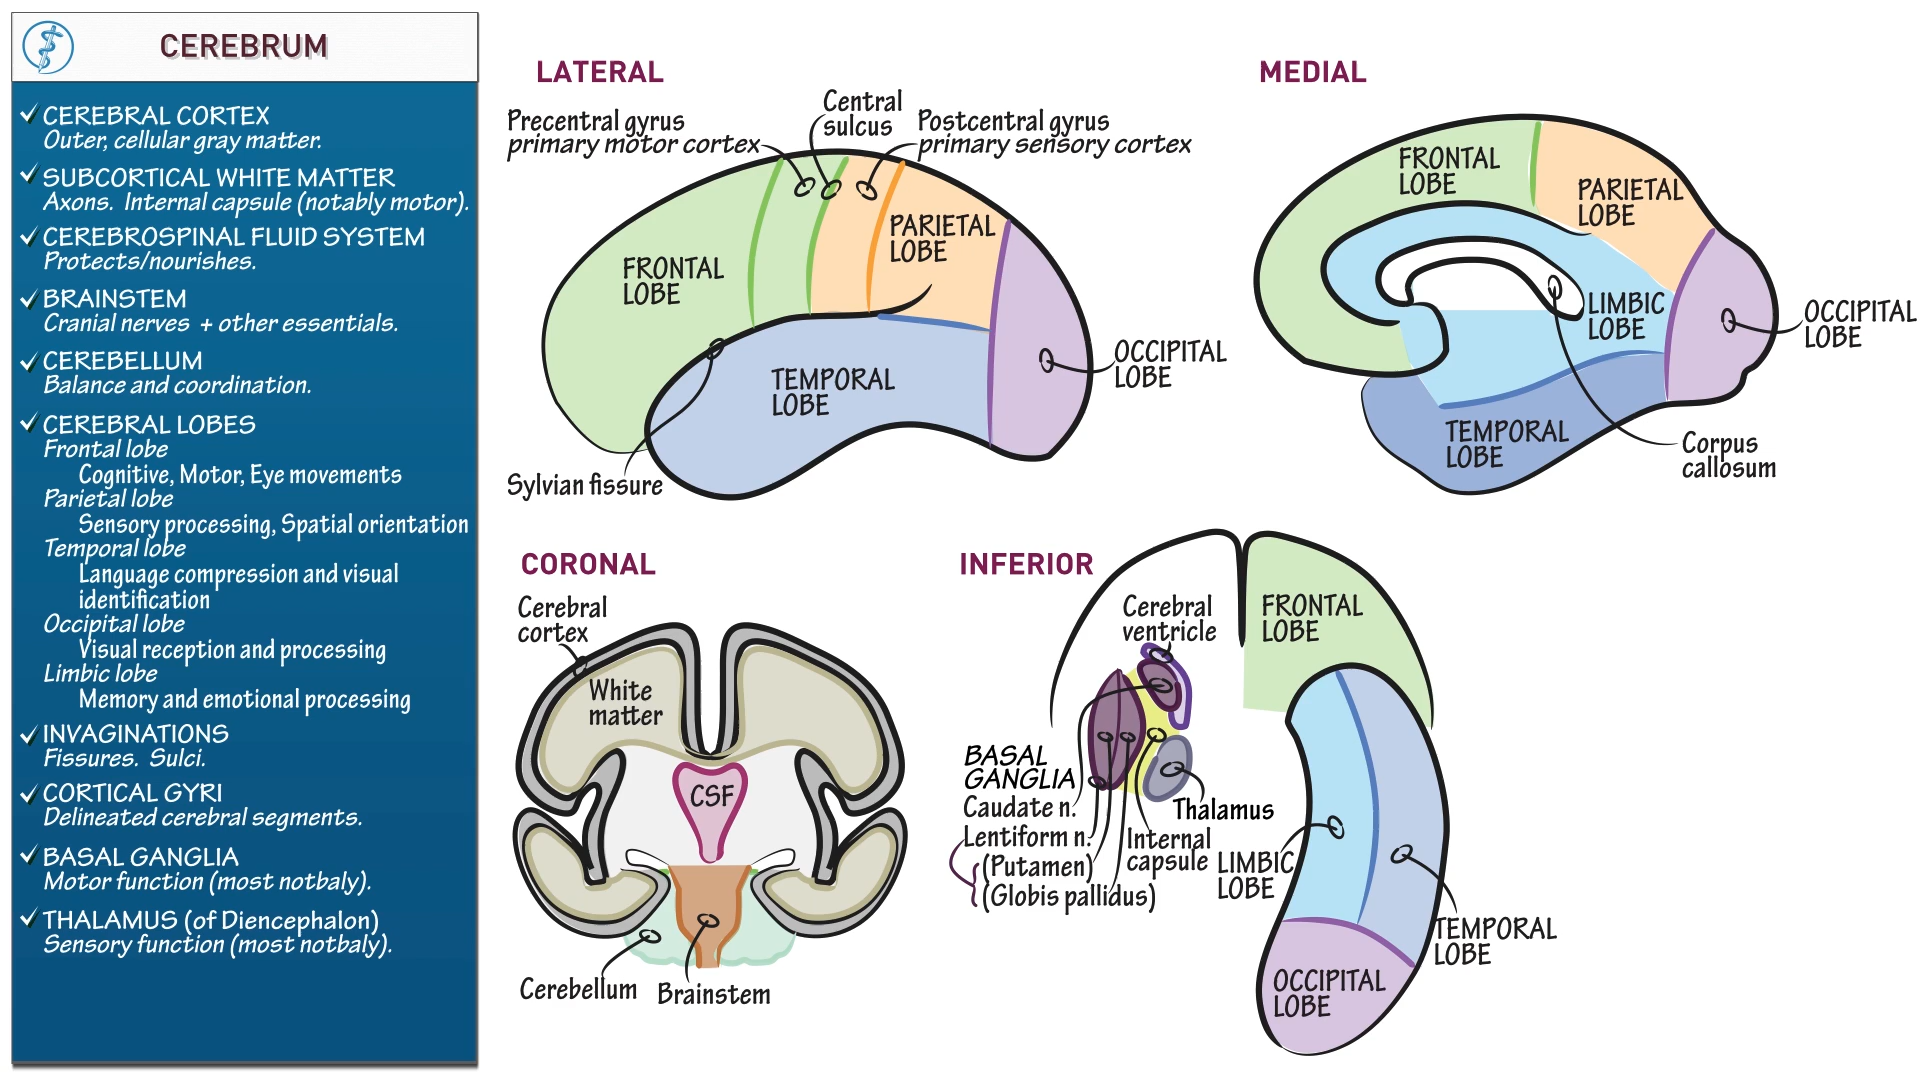 CEREBRUM
CEREBRAL CORTEX
Outer, cellular gray matter.
SUBCORTICAL WHITE MATTER
Axons. Internal capsule (notably motor).
CEREBROSPINAL FLUID SYSTEM
Protects/nourishes.
BRAINSTEM
Cranial nerves + other essentials.
CEREBELLUM
Balance and coordination.
CEREBRAL LOBES
Frontal lobe
Cognitive, Motor, Eye movements
Parietal lobe
Sensory processing, Spatial orientation
Temporal lobe
Language compression and visual
identification
Occipital lobe
Visual reception and processing
Limbic lobe
Memory and emotional processing
INVAGINATIONS
Fissures. Sulci.
CORTICAL GYRI
Delineated cerebral segments.
BASAL GANGLIA
Motor function (most notbaly).
THALAMUS (of Diencephalon)
Sensory function (most notbaly).
LATERAL
Precentral gyrus
primary motor cortex
Central
sulcus
Postcentral gyrus
primary sensory cortex
FRONTAL
LOBE
PARIETAL
LOBE
TEMPORAL
LOBE
OCCIPITAL
LOBE
Sylvian fissure
MEDIAL
FRONTAL
LOBE
PARIETAL
LOBE
LIMBIC
LOBE
OCCIPITAL
LOBE
TEMPORAL
LOBE
Corpus
callosum
CORONAL
Cerebral
cortex
White
matter
CSF
Cerebellum
Brainstem
INFERIOR
Cerebral
ventricle
FRONTAL
LOBE
BASAL
GANGLIA
Caudate n.
Lentiform n.
(Putamen)
(Globis pallidus)
Thalamus
Internal
capsule
LIMBIC
LOBE
TEMPORAL
LOBE
OCCIPITAL
LOBE